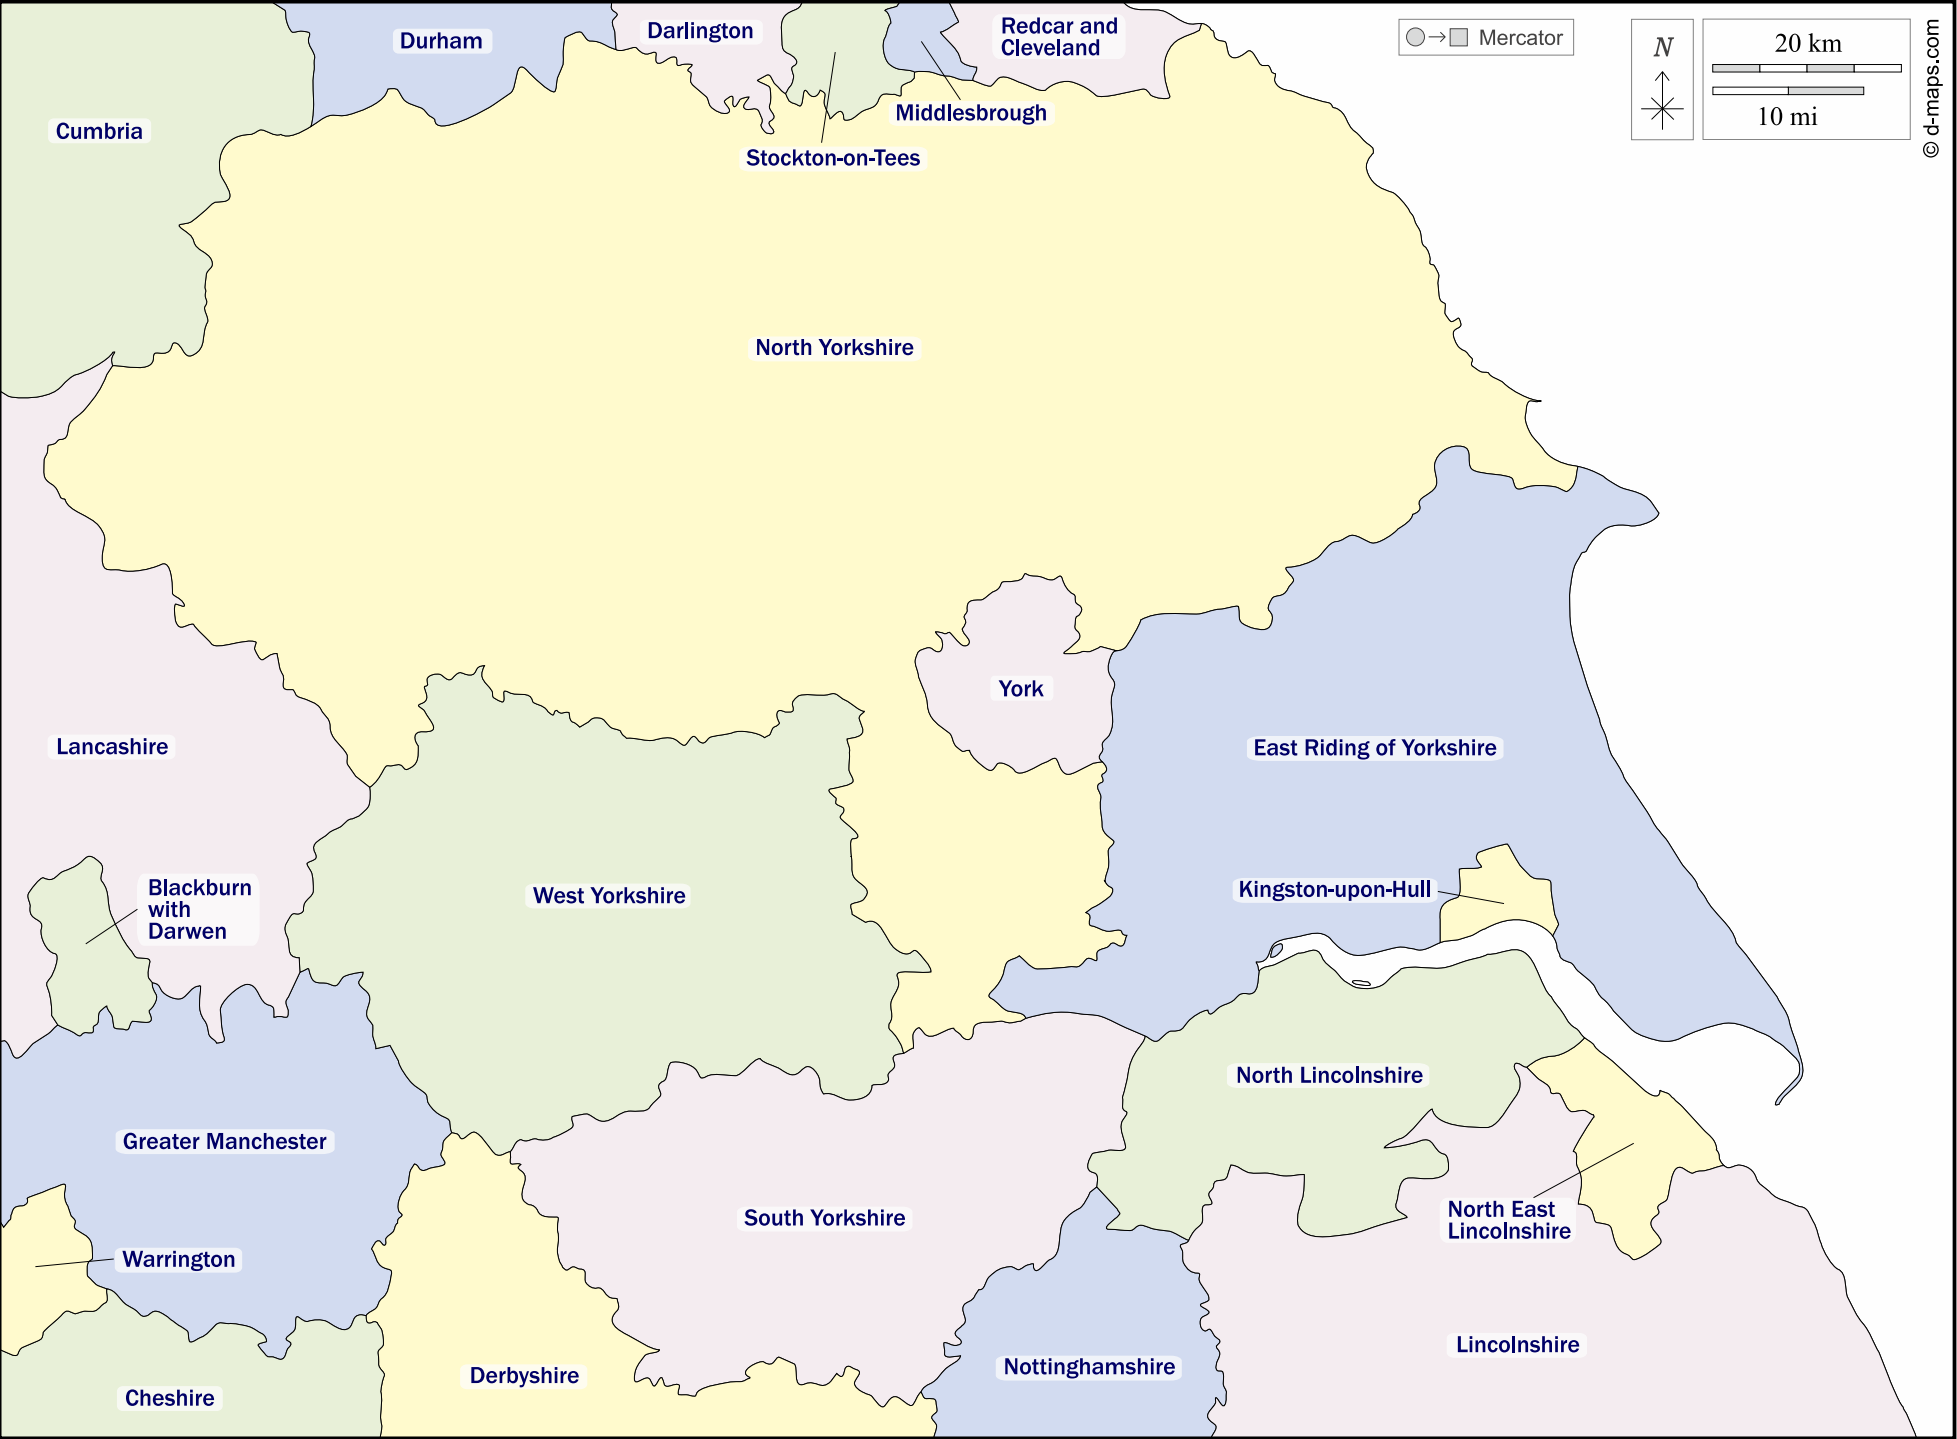 Durham
Darlington
Redcar and
Cleveland
Mercator
N
20 km
10 mi
© d-maps.com
Cumbria
Middlesbrough
Stockton-on-Tees
North Yorkshire
York
Lancashire
East Riding of Yorkshire
Blackburn
with
Darwen
West Yorkshire
Kingston-upon-Hull
North Lincolnshire
Greater Manchester
South Yorkshire
North East
Lincolnshire
Warrington
Lincolnshire
Nottinghamshire
Derbyshire
Cheshire